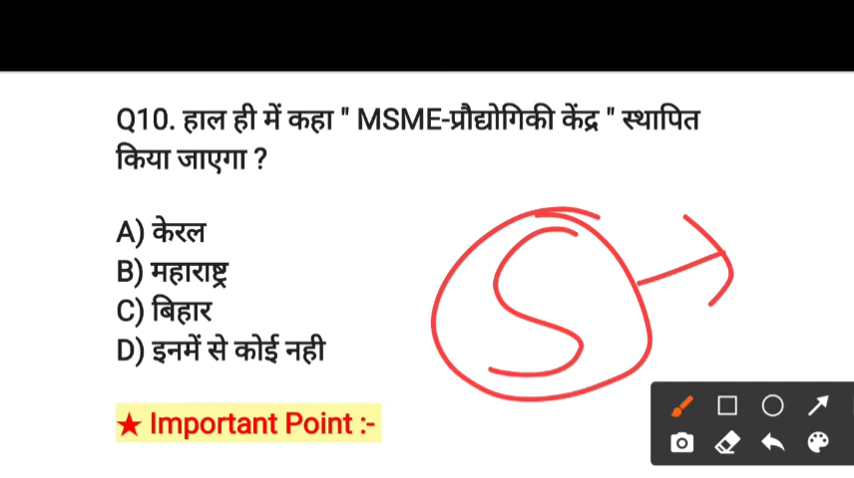 Q10. हाल ही में कहा " MSME-प्रौद्योगिकी केंद्र " स्थापित
किया जाएगा ?
A) केरल
B) महाराष्ट्र
C) बिहार
D) इनमें से कोई नही
S
★ Important Point :-